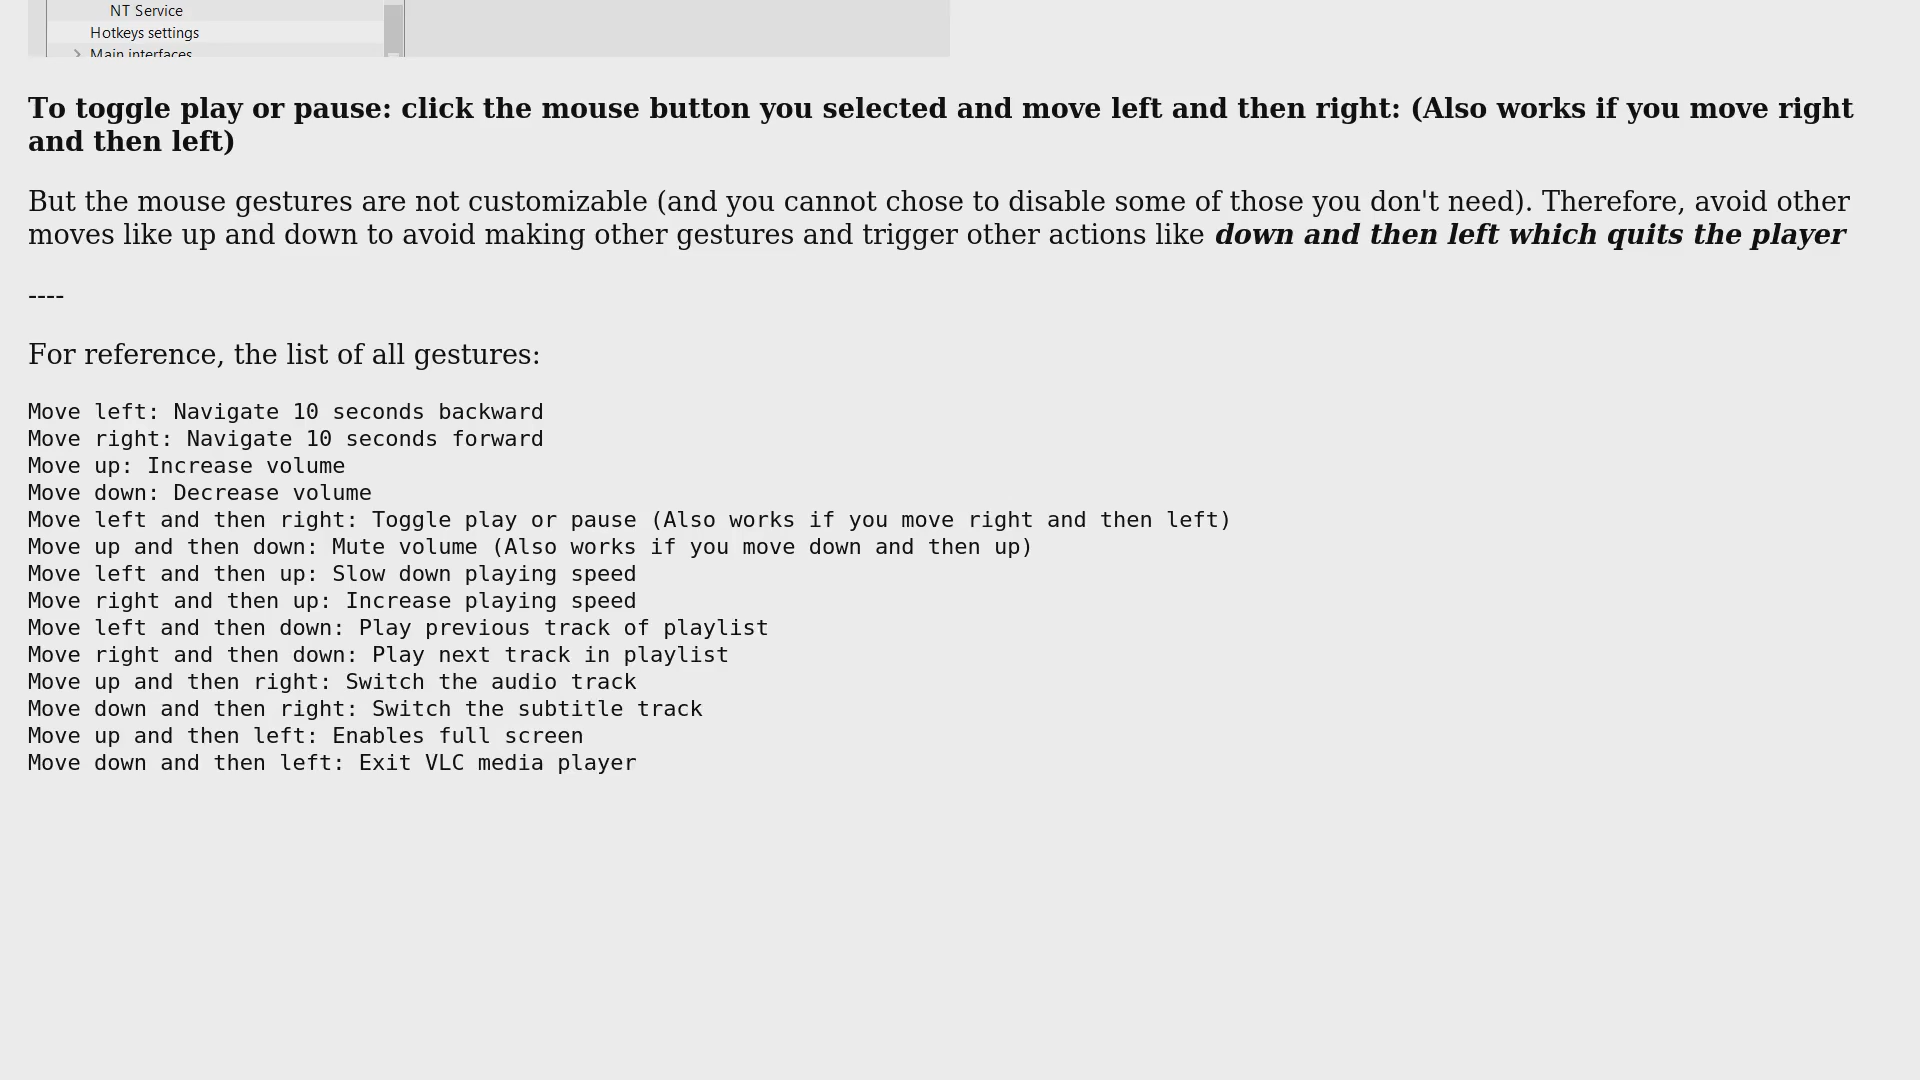 NT Service
Hotkeys settings
Main interfaces
To toggle play or pause: click the mouse button you selected and move left and then right: (Also works if you move right
and then left)
But the mouse gestures are not customizable (and you cannot chose to disable some of those you don't need). Therefore, avoid other
moves like up and down to avoid making other gestures and trigger other actions like down and then left which quits the player
----
For reference, the list of all gestures:
Move left: Navigate 10 seconds backward
Move right: Navigate 10 seconds forward
Move up: Increase volume
Move down: Decrease volume
Move left and then right: Toggle play or pause (Also works if you move right and then left)
Move up and then down: Mute volume (Also works if you move down and then up)
Move left and then up: Slow down playing speed
Move right and then up: Increase playing speed
Move left and then down: Play previous track of playlist
Move right and then down: Play next track in playlist
Move up and then right: Switch the audio track
Move down and then right: Switch the subtitle track
Move up and then left: Enables full screen
Move down and then left: Exit VLC media player